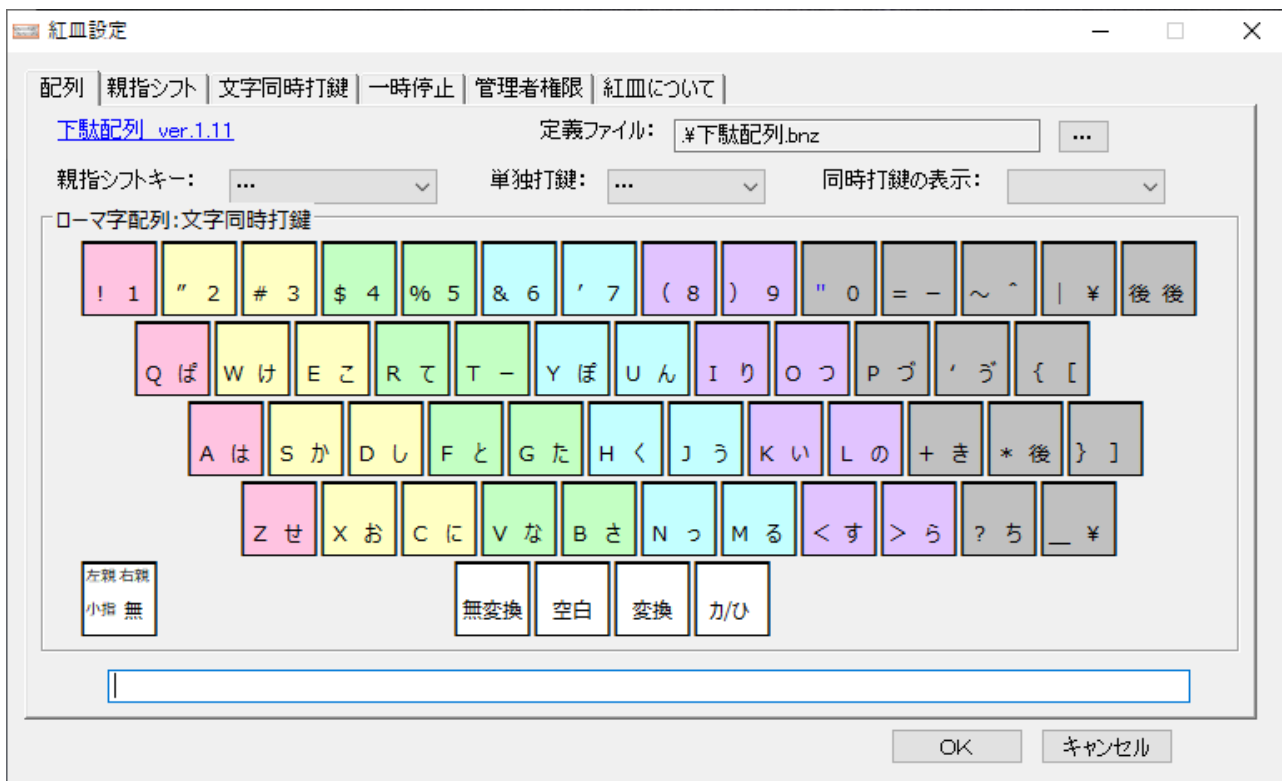 紅皿設定
配列 親指シフト 文字同時打鍵 一時停止 管理者権限 紅皿について
下駄配列 ver.1.11 定義ファイル: .¥下駄配列.bnz ...
親指シフトキー: ... 単独打鍵: ... 同時打鍵の表示:
ローマ字配列:文字同時打鍵
! 1 ” 2 # 3 $ 4 % 5 & 6 ’ 7 ( 8 ) 9 " 0 = - ~ ^ | ¥ 後 後
Q ぱ W け E こ R て T ー Y ぽ U ん I り O つ P づ ‘ ゔ { [
A は S か D し F と G た H く J う K い L の + き * 後 } ]
Z せ X お C に V な B さ N っ M る < す > ら ? ち _ ¥
左親 右親
小指 無 無変換 空白 変換 カ/ひ
OK キャンセル